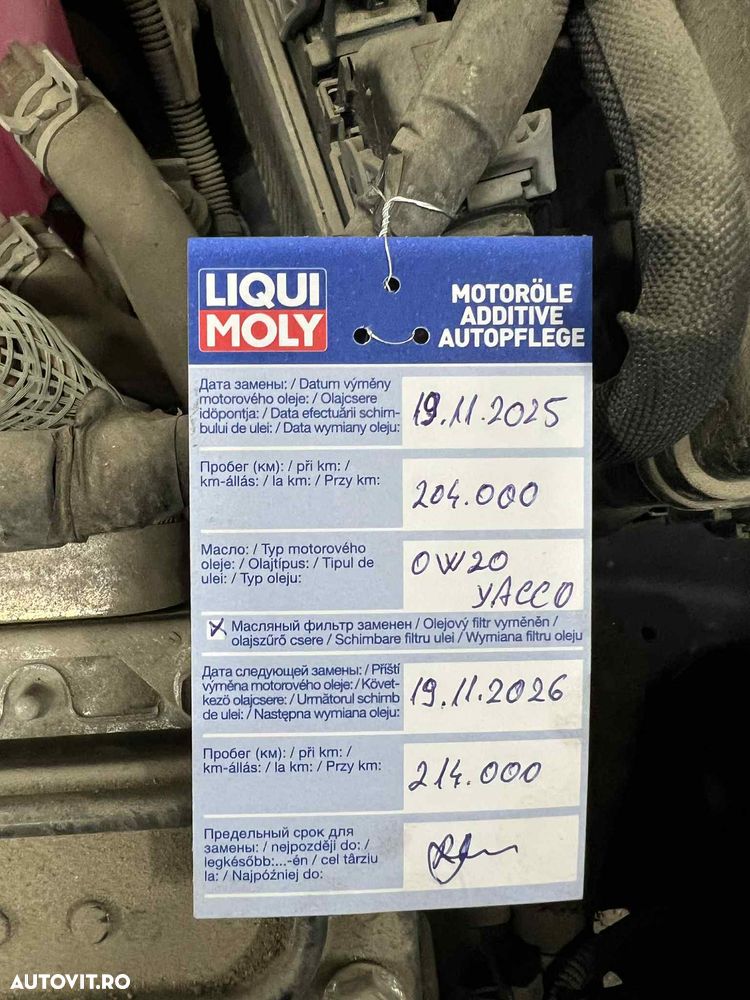 LIQUI
MOLY
MOTORÖLE
ADDITIVE
AUTOPFLEGE
Дата замены: / Datum výměny
motorového oleje: / Olajcsere
idöpontja: / Data efectuării schim-
bului de ulei: / Data wymiany oleju:
19.11.2025
Пробег (км): / při km: /
km-állás: / la km: / Przy km:
204.000
Масло: / Typ motorového
oleje: / Olajtípus: / Tipul de
ulei: / Typ oleju:
0W20
YACCO
X Масляный фильтр заменен / Olejový filtr vyměněn /
olajszűrő csere / Schimbare filtru ulei / Wymiana filtru oleju
Дата следующей замены: / Příští
výměna motorového oleje: / Követ-
kezö olajcsere: / Următorul schimb
de ulei: / Następna wymiana oleju:
19.11.2026
Пробег (км): / při km: /
km-állás: / la km: / Przy km:
214.000
Предельный срок для
замены: / nejpozději do: /
legkésöbb:...-én / cel târziu
la: / Najpóźniej do:
AUTOVIT.RO